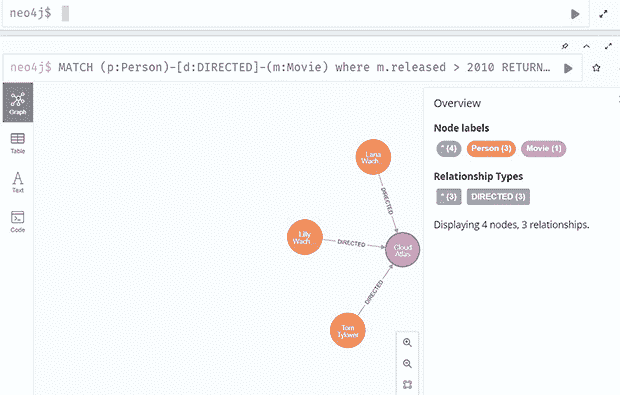 neo4j$
neo4j$ MATCH (p:Person)-[d:DIRECTED]-(m:Movie) where m.released > 2010 RETURN…
Graph
Table
Text
Code
Lana
Wach…
DIRECTED
Lilly
Wach…
DIRECTED
Cloud
Atlas
DIRECTED
Tom
Tykwer
Overview
Node labels
* (4) Person (3) Movie (1)
Relationship Types
* (3) DIRECTED (3)
Displaying 4 nodes, 3 relationships.